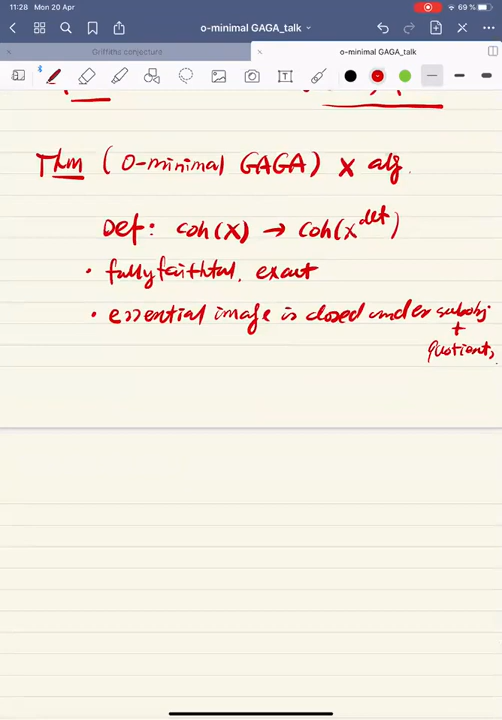 11:28 Mon 20 Apr
69 %
o-minimal GAGA_talk
Griffiths conjecture
o-minimal GAGA_talk
Thm ( O-minimal GAGA ) X alg.
Def: Coh(X) → Coh(X^def)
• fully faithful, exact
• essential image is closed under subobj
+
quotients